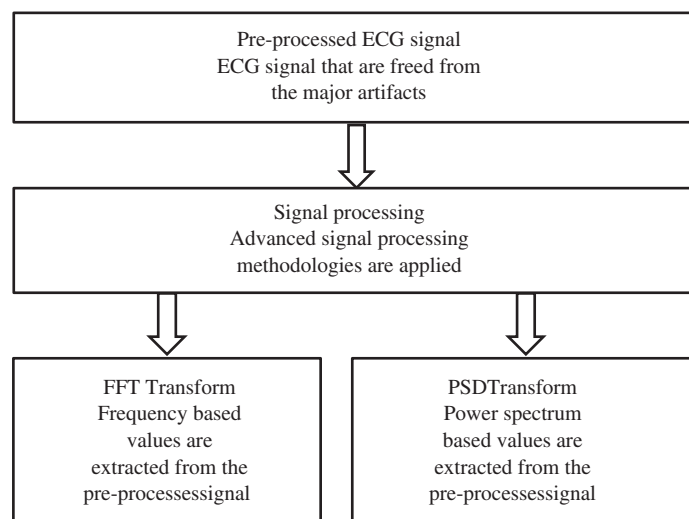 Pre-processed ECG signal
ECG signal that are freed from
the major artifacts
Signal processing
Advanced signal processing
methodologies are applied
FFT Transform
Frequency based
values are
extracted from the
pre-processessignal
PSDTransform
Power spectrum
based values are
extracted from the
pre-processessignal